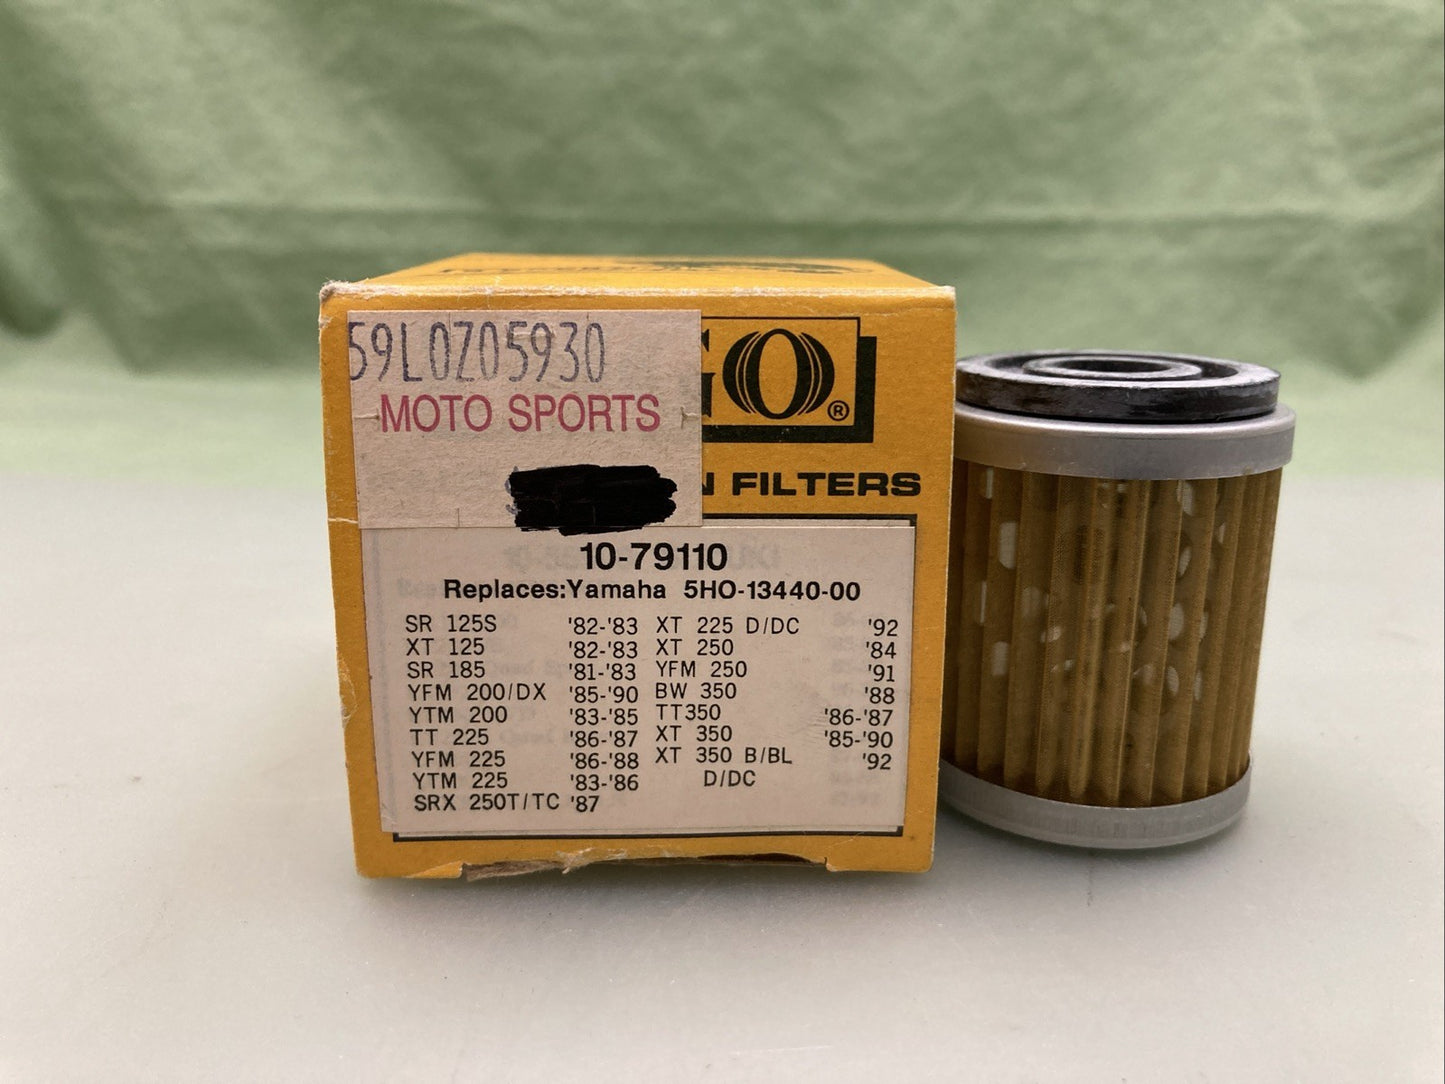 59L0Z05930
MOTO SPORTS
GO®
FILTERS
10-79110
Replaces:Yamaha 5HO-13440-00
SR 125S '82-'83 XT 225 D/DC '92
XT 125 '82-'83 XT 250 '84
SR 185 '81-'83 YFM 250 '91
YFM 200/DX '85-'90 BW 350 '88
YTM 200 '83-'85 TT350 '86-'87
TT 225 '86-'87 XT 350 '85-'90
YFM 225 '86-'88 XT 350 B/BL '92
YTM 225 '83-'86 D/DC
SRX 250T/TC '87